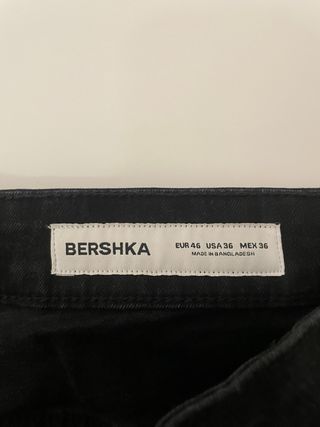 BERSHKA
EUR 46 USA 36 MEX 36
MADE IN BANGLADESH